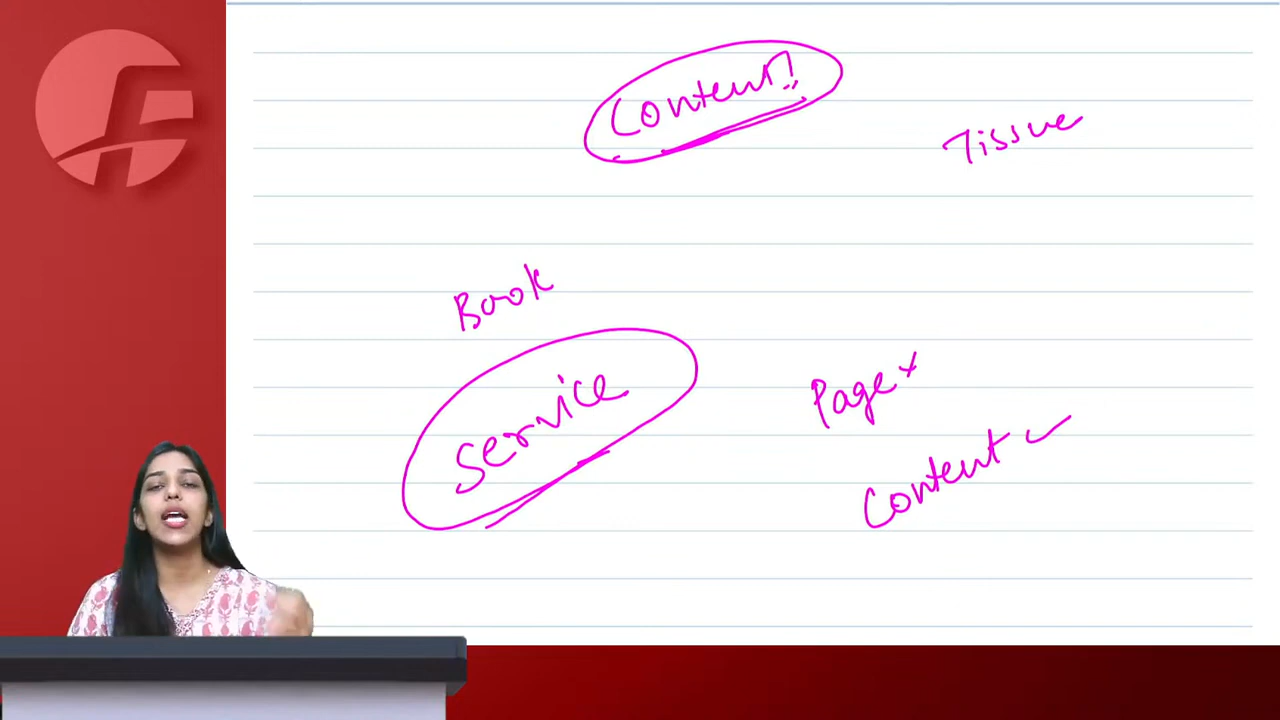 Content?
Tissue
Book
Service
Page ×
Content ✓